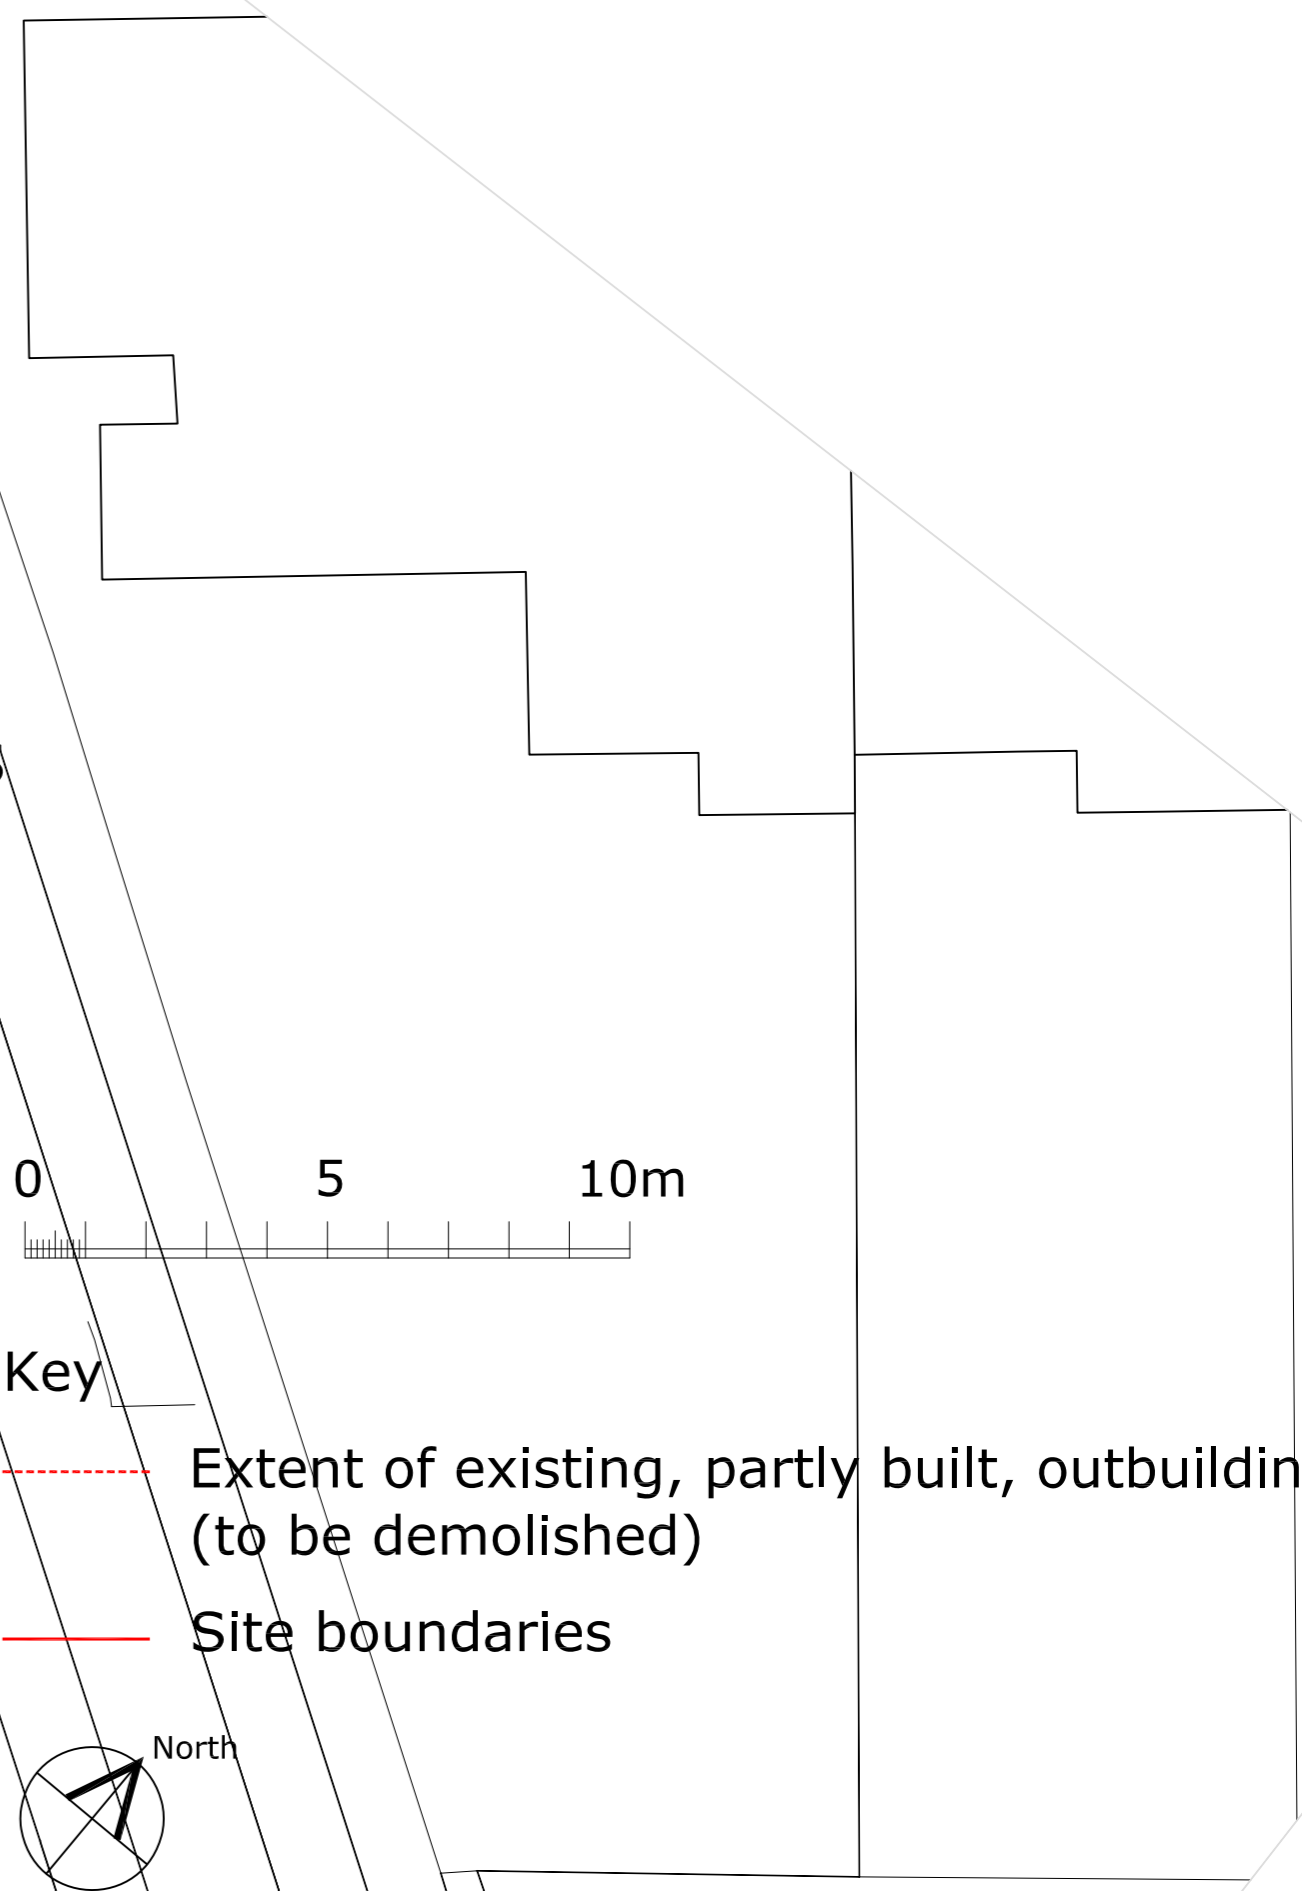 0 5 10m
Key
Extent of existing, partly built, outbuildin
(to be demolished)
Site boundaries
North